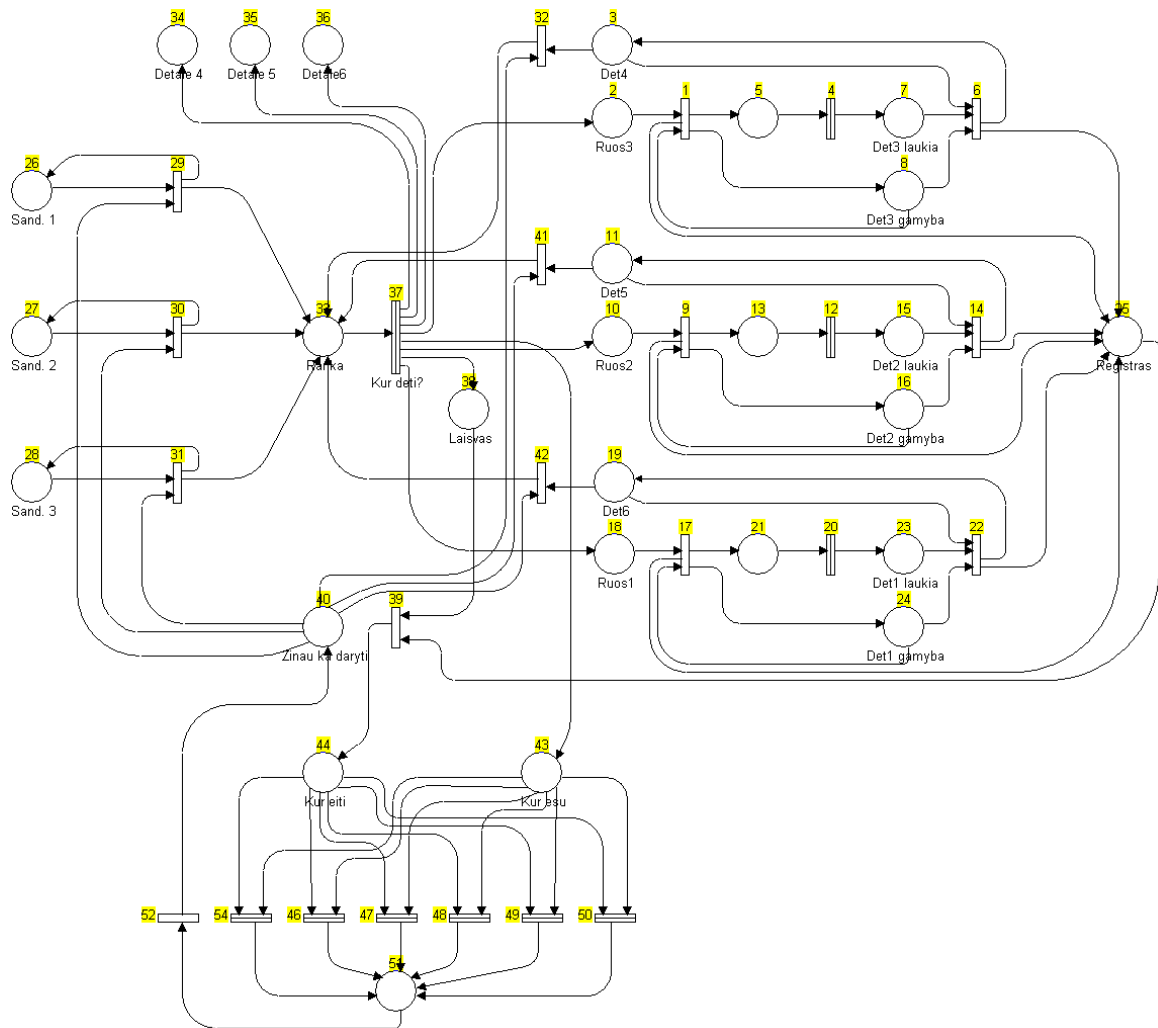 34 35 36 32 3
Detale 4 Detale 5 Detale6 Det4
2 1 5 4 7 6
Ruos3 Det3 laukia
26 29 8
Sand. 1 Det3 gamyba
41 11
37 Det5
27 30 33 10 9 13 12 15 14
Sand. 2 Ranka Kur deti? Ruos2 Det2 laukia Registras
38 16
Laisvas Det2 gamyba
28 31 42 19
Sand. 3 Det6
18 17 21 20 23 22
Ruos1 Det1 laukia
40 39 24
Zinau ka daryti Det1 gamyba
44 43
Kur eiti Kur esu
52 54 46 47 48 49 50
51